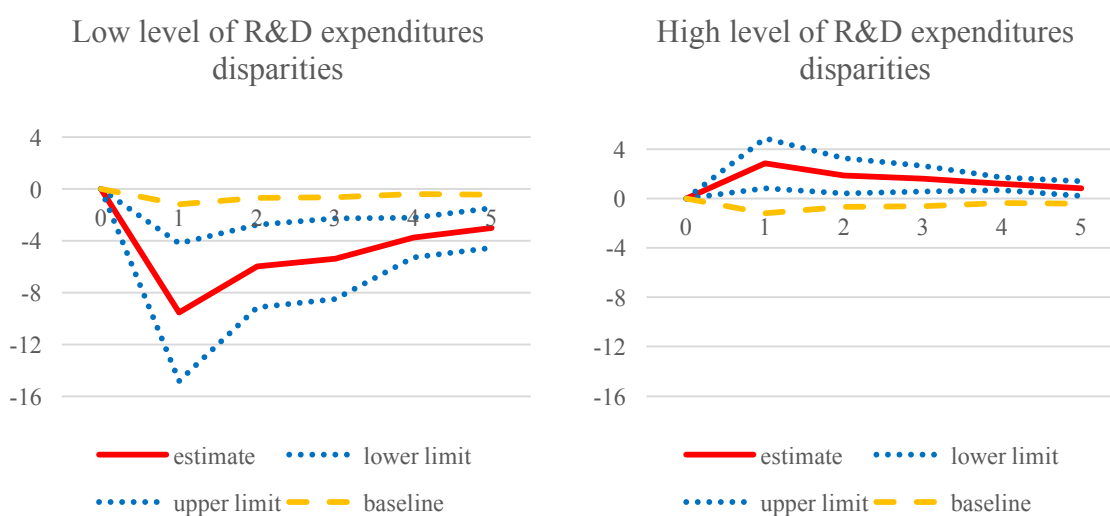 Low level of R&D expenditures
disparities
4
0
0 1 2 3 4 5
-4
-8
-12
-16
estimate lower limit
upper limit baseline
High level of R&D expenditures
disparities
4
0
0 1 2 3 4 5
-4
-8
-12
-16
estimate lower limit
upper limit baseline